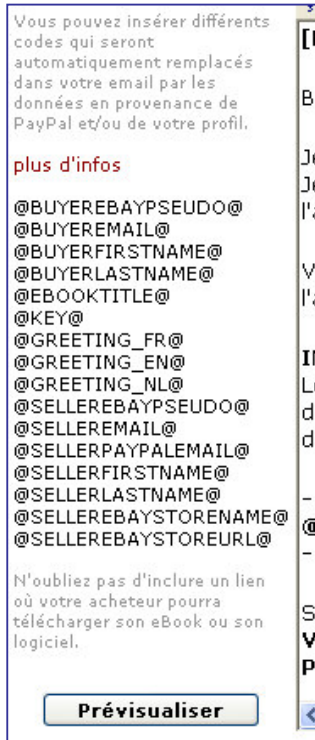 Vous pouvez insérer différents
codes qui seront
automatiquement remplacés
dans votre email par les
données en provenance de
PayPal et/ou de votre profil.
plus d'infos
@BUYEREBAYPSEUDO@
@BUYEREMAIL@
@BUYERFIRSTNAME@
@BUYERLASTNAME@
@EBOOKTITLE@
@KEY@
@GREETING_FR@
@GREETING_EN@
@GREETING_NL@
@SELLEREBAYPSEUDO@
@SELLEREMAIL@
@SELLERPAYPALEMAIL@
@SELLERFIRSTNAME@
@SELLERLASTNAME@
@SELLEREBAYSTORENAME@
@SELLEREBAYSTOREURL@
N'oubliez pas d'inclure un lien
où votre acheteur pourra
télécharger son eBook ou son
logiciel.
Prévisualiser